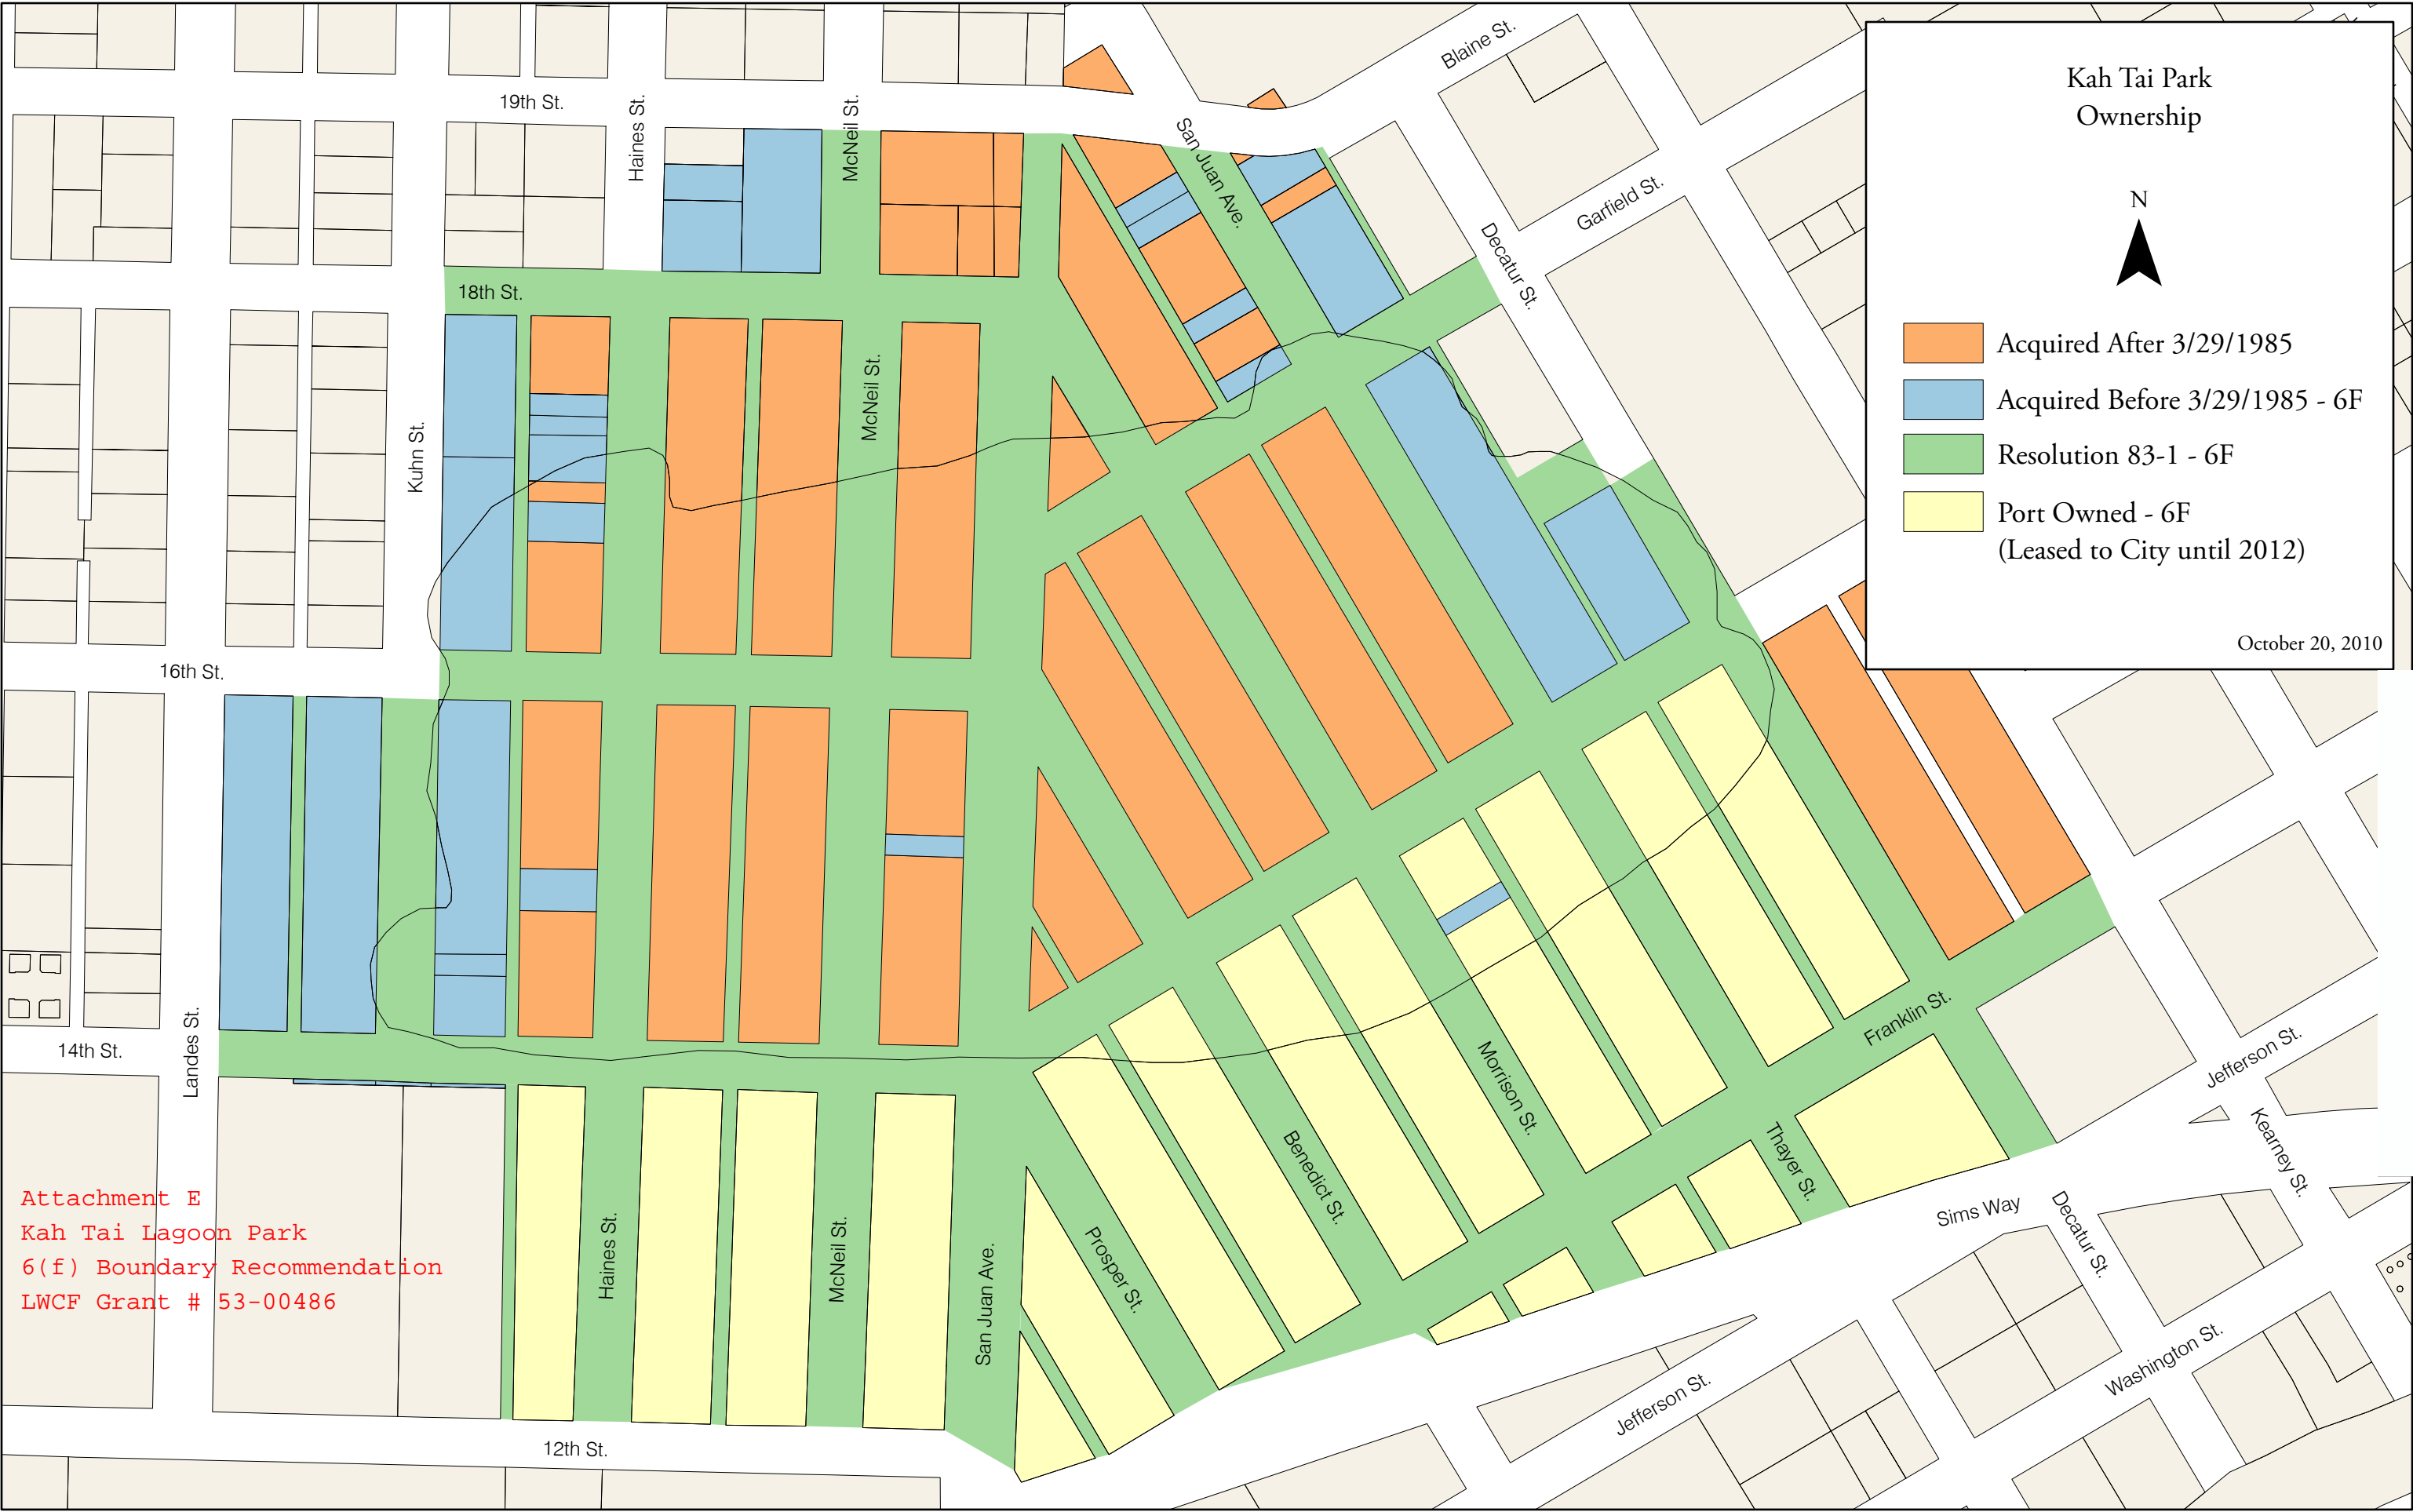 Blaine St.
Kah Tai Park
Ownership
19th St.
Haines St.
McNeil St.
San Juan Ave.
Garfield St.
N
Decatur St.
18th St.
Acquired After 3/29/1985
McNeil St.
Acquired Before 3/29/1985 - 6F
Kuhn St.
Resolution 83-1 - 6F
Port Owned - 6F
(Leased to City until 2012)
October 20, 2010
16th St.
Franklin St.
Landes St.
14th St.
Morrison St.
Jefferson St.
Benedict St.
Thayer St.
Kearney St.
Attachment E
Kah Tai Lagoon Park
6(f) Boundary Recommendation
LWCF Grant # 53-00486
Haines St.
McNeil St.
San Juan Ave.
Prosper St.
Sims Way
Decatur St.
Washington St.
Jefferson St.
12th St.